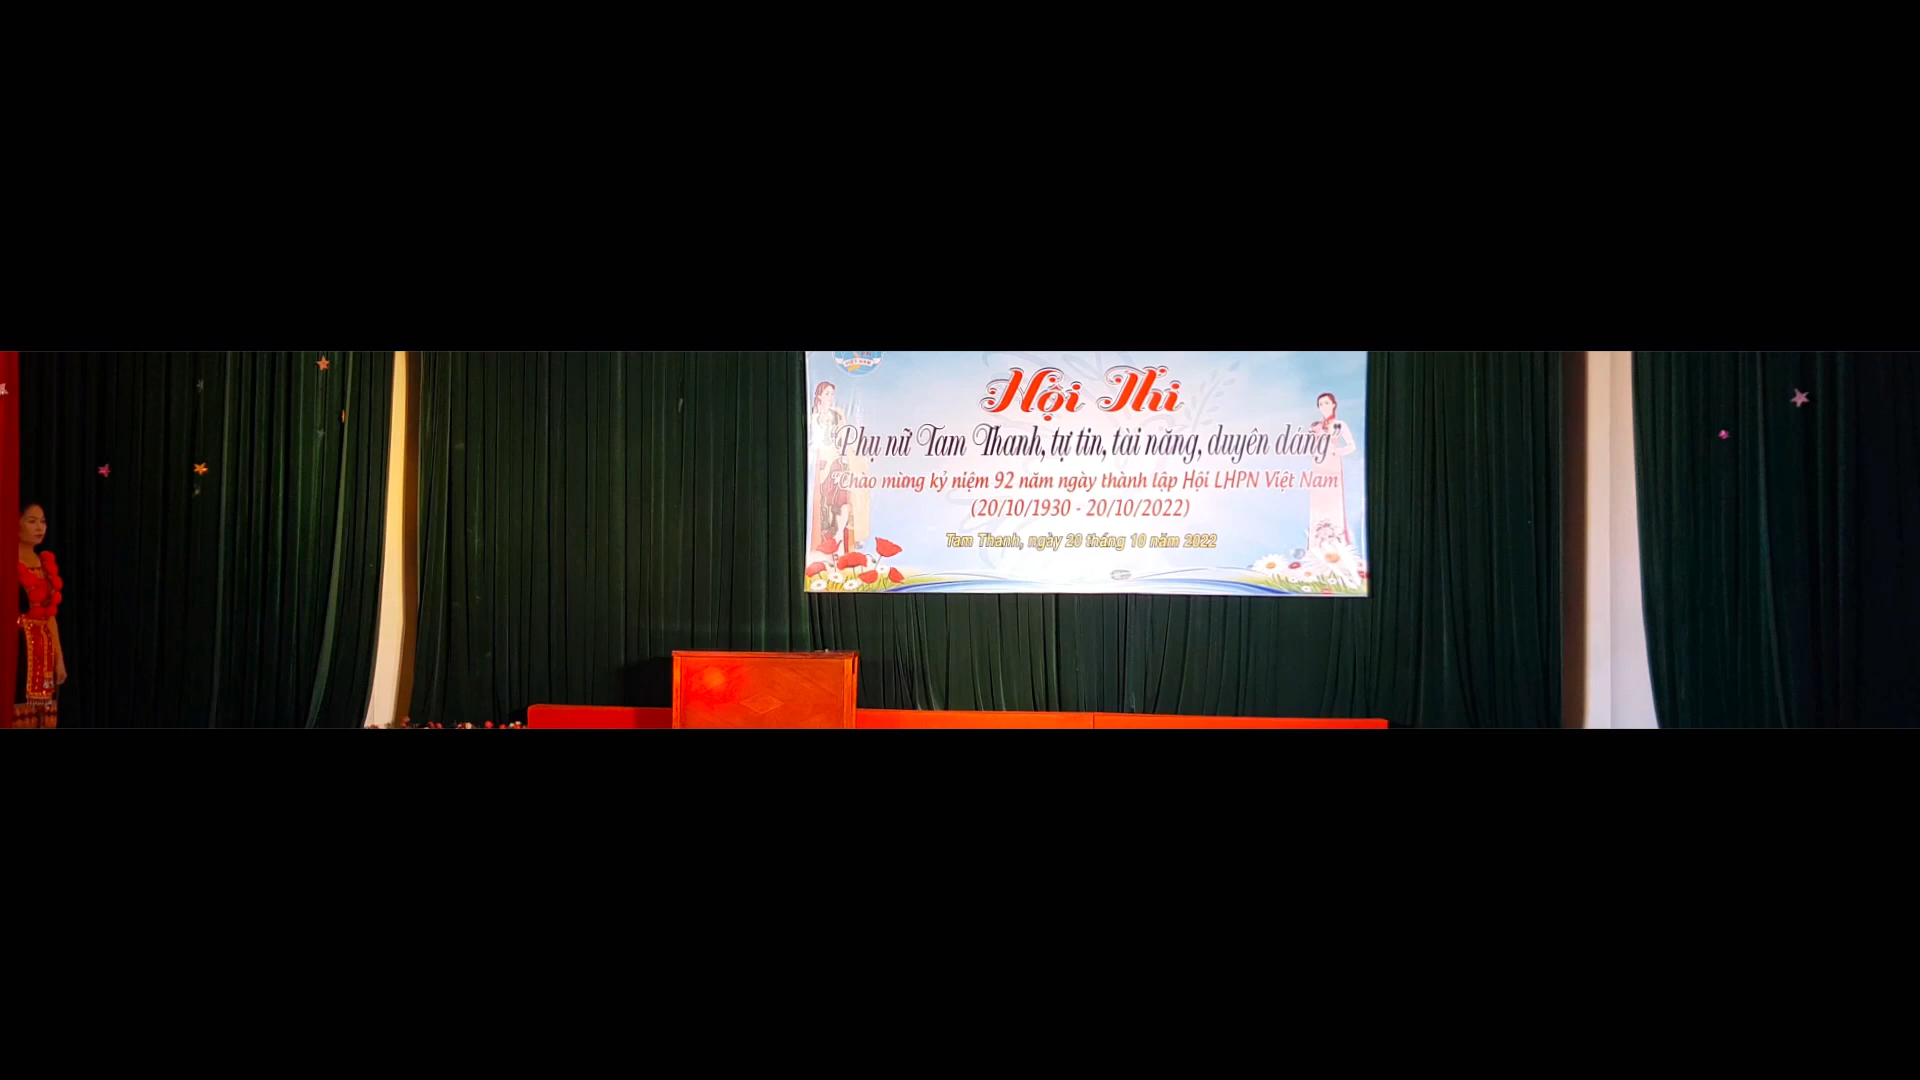 VIỆT NAM
Hội Thi
"Phụ nữ Tam Thanh, tự tin, tài năng, duyên dáng"
"Chào mừng kỷ niệm 92 năm ngày thành lập Hội LHPN Việt Nam
(20/10/1930 - 20/10/2022)
Tam Thanh, ngày 20 tháng 10 năm 2022